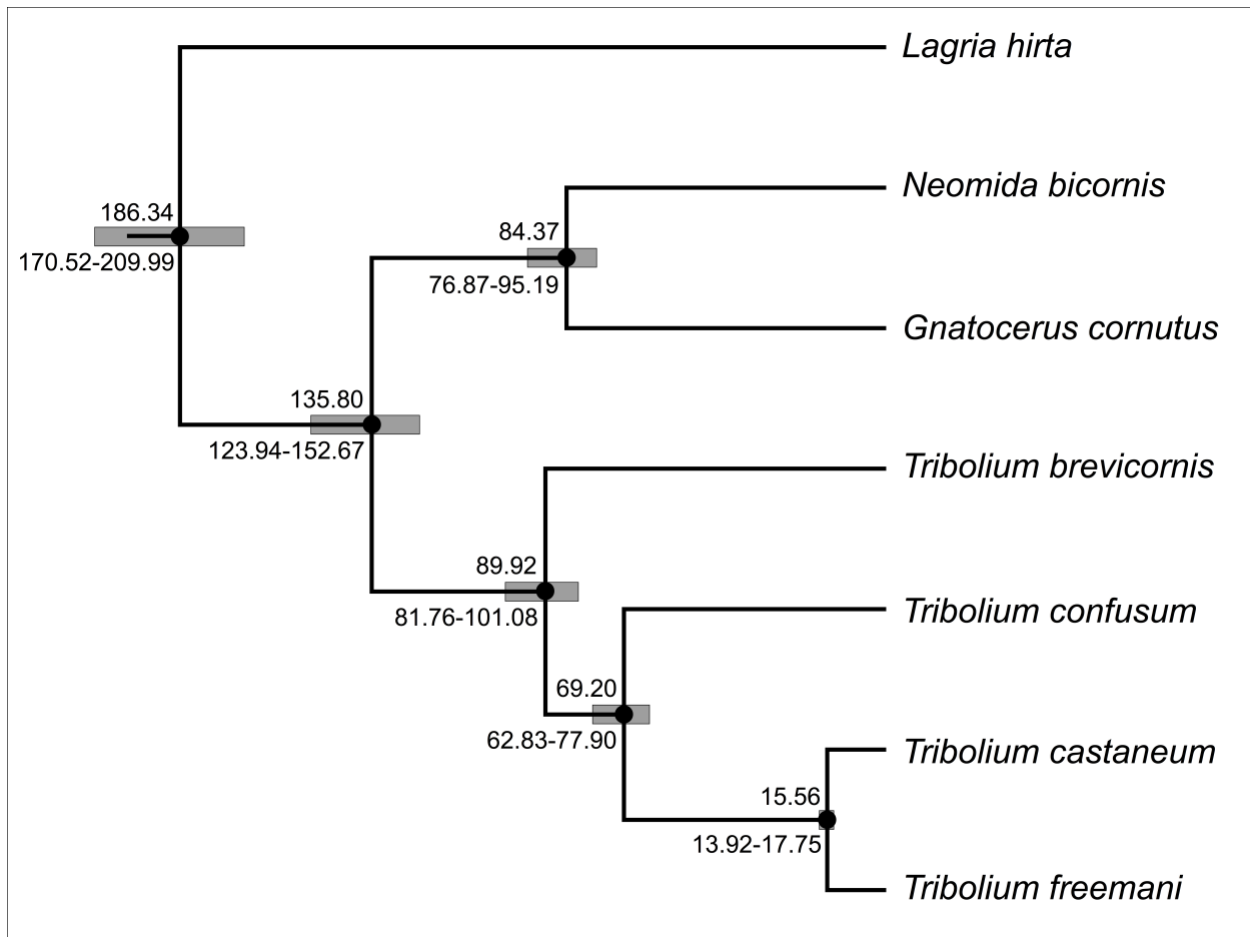 Lagria hirta
Neomida bicornis
186.34
84.37
170.52-209.99
76.87-95.19
Gnatocerus cornutus
135.80
123.94-152.67
Tribolium brevicornis
89.92
81.76-101.08
Tribolium confusum
69.20
62.83-77.90
Tribolium castaneum
15.56
13.92-17.75
Tribolium freemani